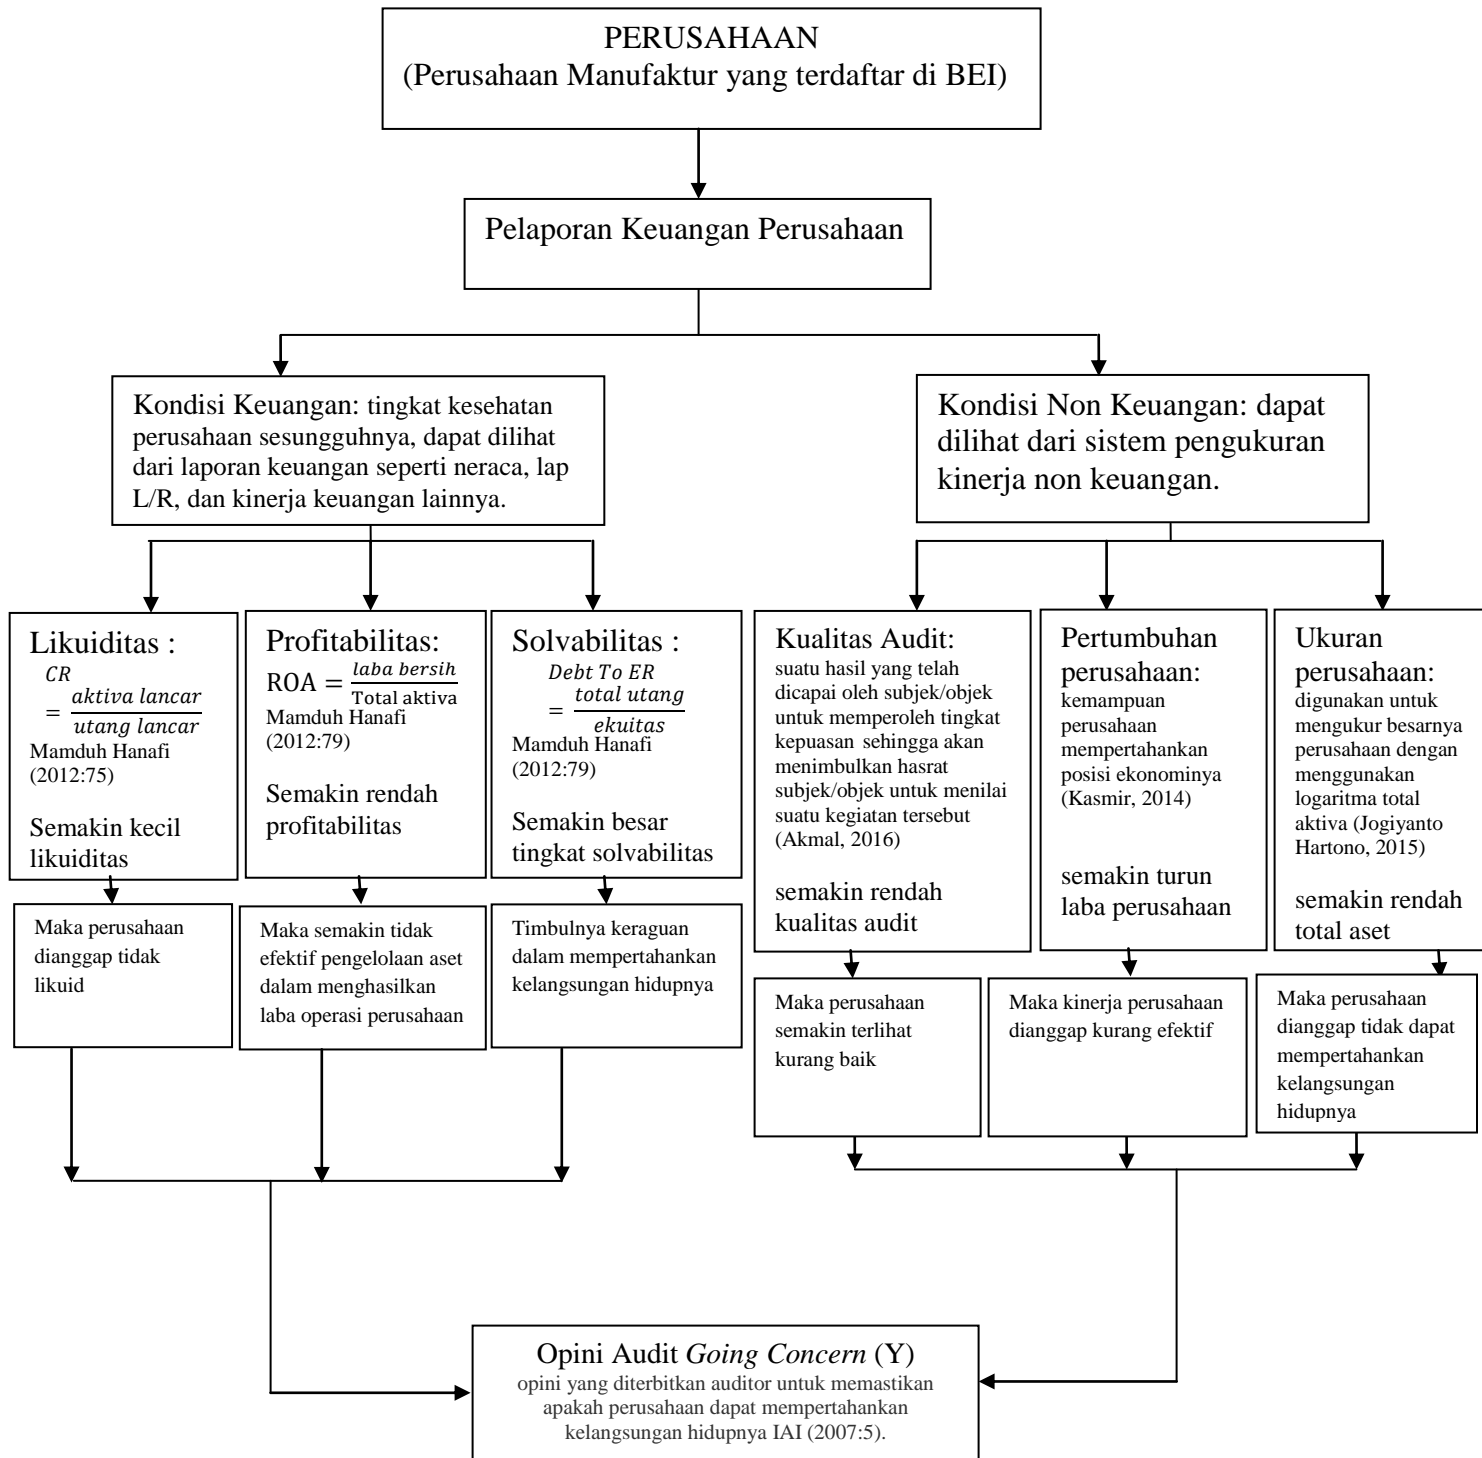 PERUSAHAAN
(Perusahaan Manufaktur yang terdaftar di BEI)
Pelaporan Keuangan Perusahaan
Kondisi Keuangan: tingkat kesehatan
perusahaan sesungguhnya, dapat dilihat
dari laporan keuangan seperti neraca, lap
L/R, dan kinerja keuangan lainnya.
Kondisi Non Keuangan: dapat
dilihat dari sistem pengukuran
kinerja non keuangan.
Likuiditas :
CR
= aktiva lancar / utang lancar
Mamduh Hanafi
(2012:75)
Semakin kecil
likuiditas
Profitabilitas:
ROA = laba bersih / Total aktiva
Mamduh Hanafi
(2012:79)
Semakin rendah
profitabilitas
Solvabilitas :
Debt To ER
= total utang / ekuitas
Mamduh Hanafi
(2012:79)
Semakin besar
tingkat solvabilitas
Kualitas Audit:
suatu hasil yang telah
dicapai oleh subjek/objek
untuk memperoleh tingkat
kepuasan sehingga akan
menimbulkan hasrat
subjek/objek untuk menilai
suatu kegiatan tersebut
(Akmal, 2016)
semakin rendah
kualitas audit
Pertumbuhan
perusahaan:
kemampuan
perusahaan
mempertahankan
posisi ekonominya
(Kasmir, 2014)
semakin turun
laba perusahaan
Ukuran
perusahaan:
digunakan untuk
mengukur besarnya
perusahaan dengan
menggunakan
logaritma total
aktiva (Jogiyanto
Hartono, 2015)
semakin rendah
total aset
Maka perusahaan
dianggap tidak
likuid
Maka semakin tidak
efektif pengelolaan aset
dalam menghasilkan
laba operasi perusahaan
Timbulnya keraguan
dalam mempertahankan
kelangsungan hidupnya
Maka perusahaan
semakin terlihat
kurang baik
Maka kinerja perusahaan
dianggap kurang efektif
Maka perusahaan
dianggap tidak dapat
mempertahankan
kelangsungan
hidupnya
Opini Audit Going Concern (Y)
opini yang diterbitkan auditor untuk memastikan
apakah perusahaan dapat mempertahankan
kelangsungan hidupnya IAI (2007:5).